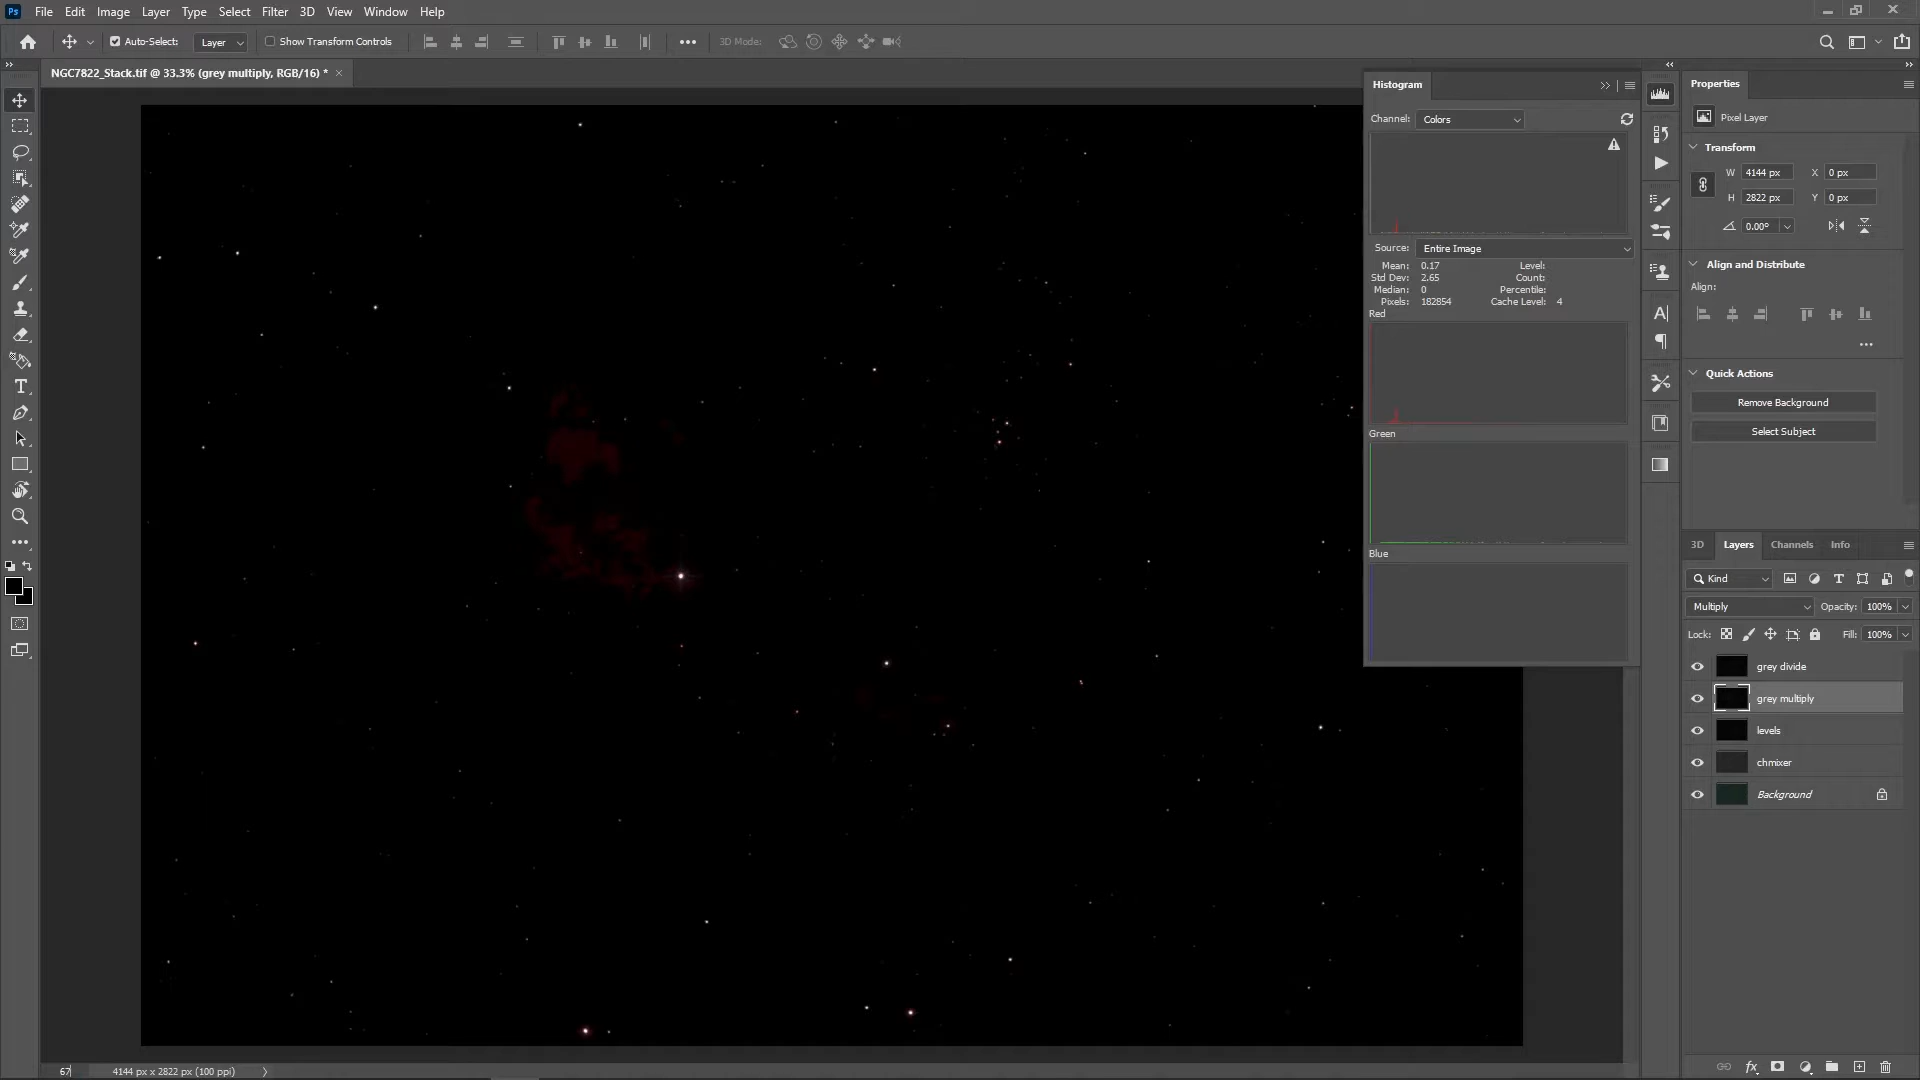 Ps File Edit Image Layer Type Select Filter 3D View Window Help
Auto-Select: Layer Show Transform Controls 3D Mode:
NGC7822_Stack.tif @ 33.3% (grey multiply, RGB/16) *
Histogram
Channel: Colors
Source: Entire Image
Mean: 0.17 Level:
Std Dev: 2.65 Count:
Median: 0 Percentile:
Pixels: 182854 Cache Level: 4
Red
Green
Blue
Properties
Pixel Layer
Transform
W 4144 px X 0 px
H 2822 px Y 0 px
0.00°
Align and Distribute
Align:
Quick Actions
Remove Background
Select Subject
3D Layers Channels Info
Kind
Multiply Opacity: 100%
Lock: Fill: 100%
grey divide
grey multiply
levels
chmixer
Background
67 4144 px x 2822 px (100 ppi)